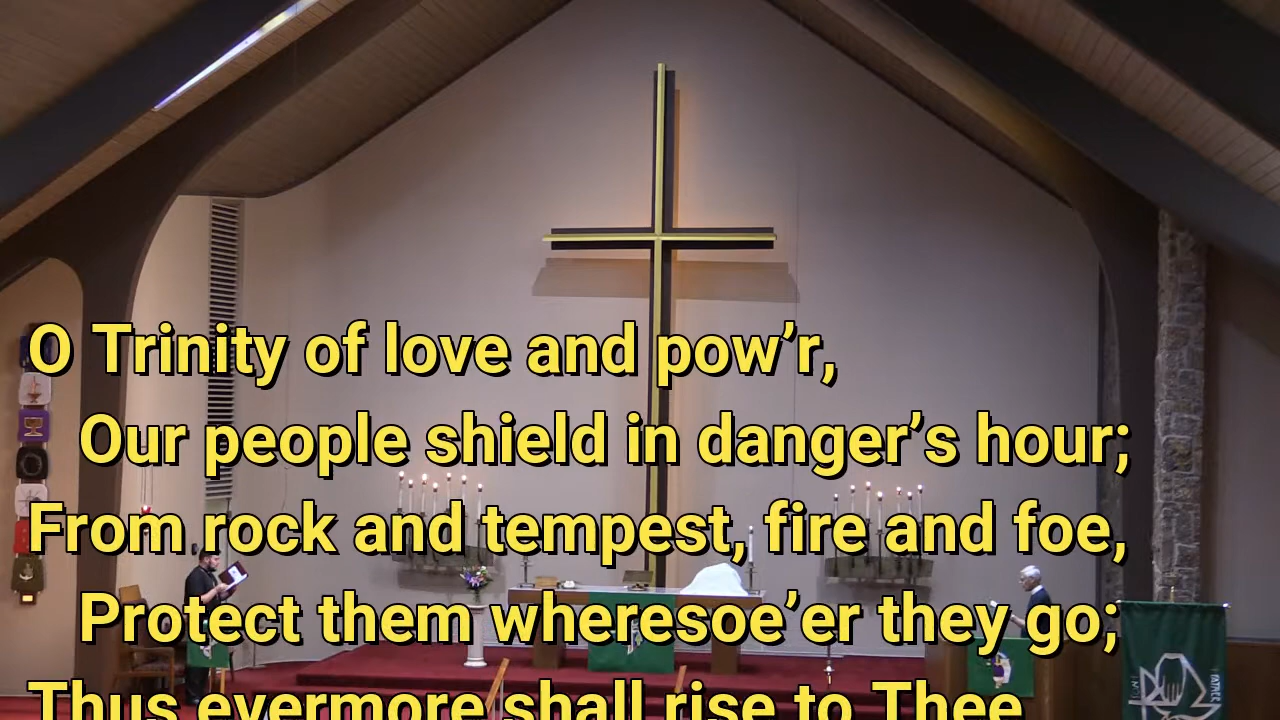 O Trinity of love and pow’r,
Our people shield in danger’s hour;
From rock and tempest, fire and foe,
Protect them wheresoe’er they go;
Thus evermore shall rise to Thee